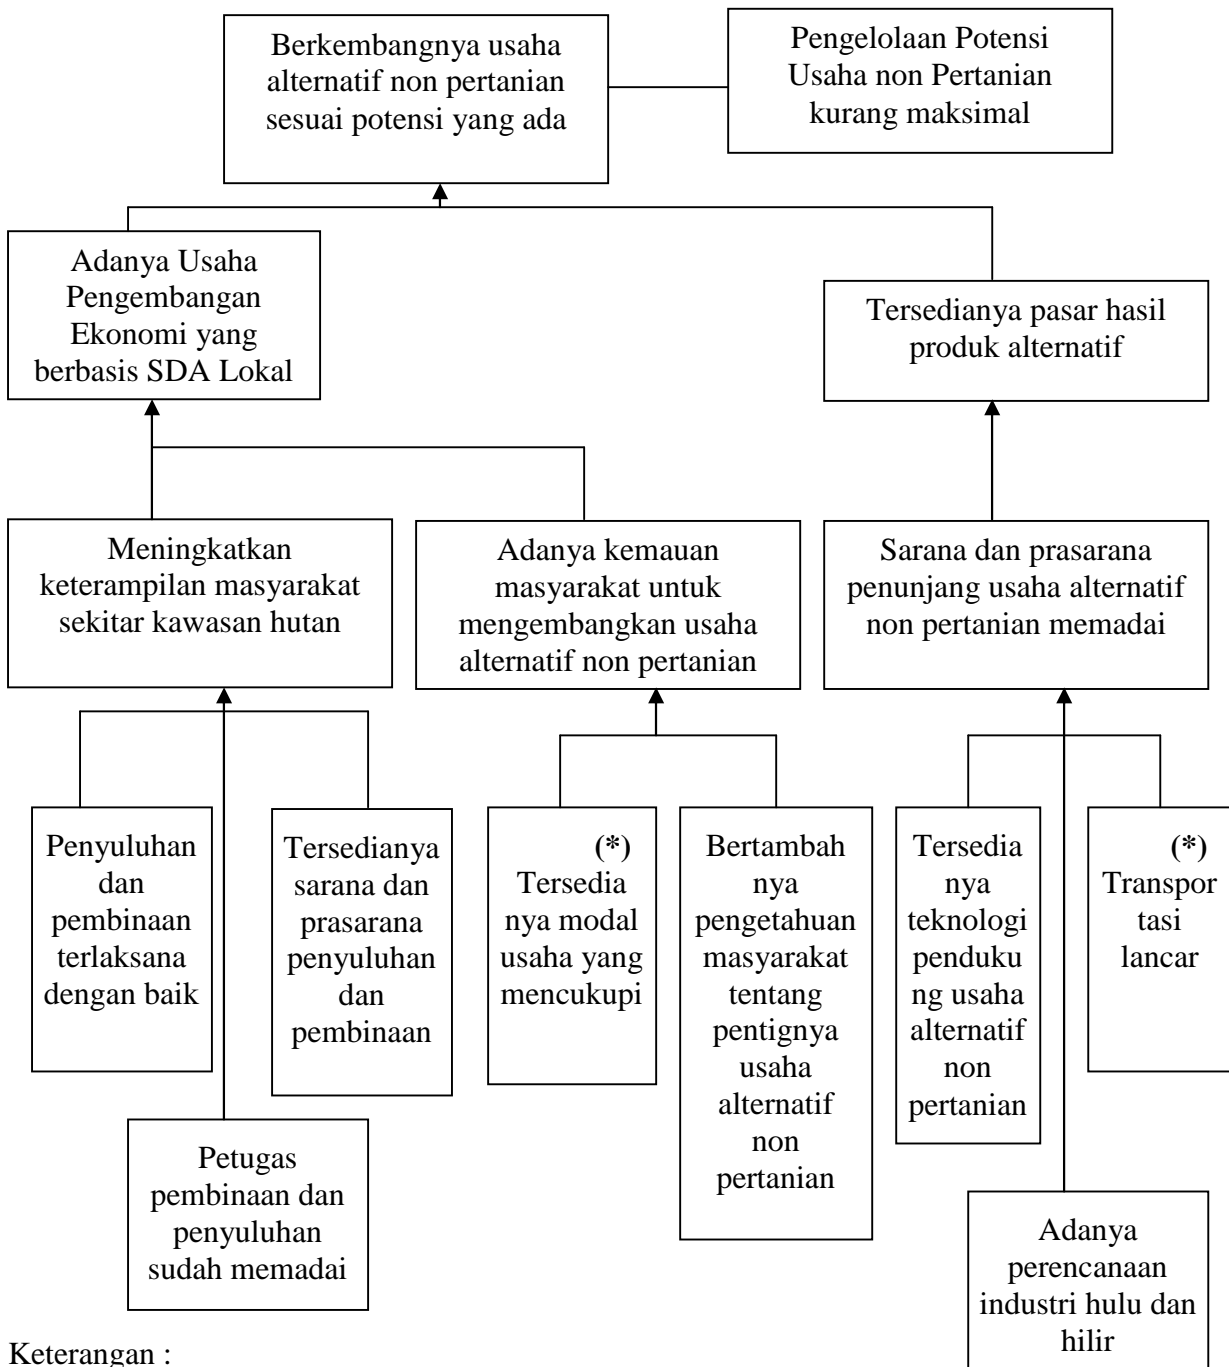 Berkembangnya usaha
alternatif non pertanian
sesuai potensi yang ada
Pengelolaan Potensi
Usaha non Pertanian
kurang maksimal
Adanya Usaha
Pengembangan
Ekonomi yang
berbasis SDA Lokal
Tersedianya pasar hasil
produk alternatif
Meningkatkan
keterampilan masyarakat
sekitar kawasan hutan
Adanya kemauan
masyarakat untuk
mengembangkan usaha
alternatif non pertanian
Sarana dan prasarana
penunjang usaha alternatif
non pertanian memadai
Penyuluhan
dan
pembinaan
terlaksana
dengan baik
Tersedianya
sarana dan
prasarana
penyuluhan
dan
pembinaan
(*)
Tersedia
nya modal
usaha yang
mencukupi
Bertambah
nya
pengetahuan
masyarakat
tentang
pentignya
usaha
alternatif
non
pertanian
Tersedia
nya
teknologi
penduku
ng usaha
alternatif
non
pertanian
(*)
Transpor
tasi
lancar
Petugas
pembinaan dan
penyuluhan
sudah memadai
Adanya
perencanaan
industri hulu dan
hilir
Keterangan :